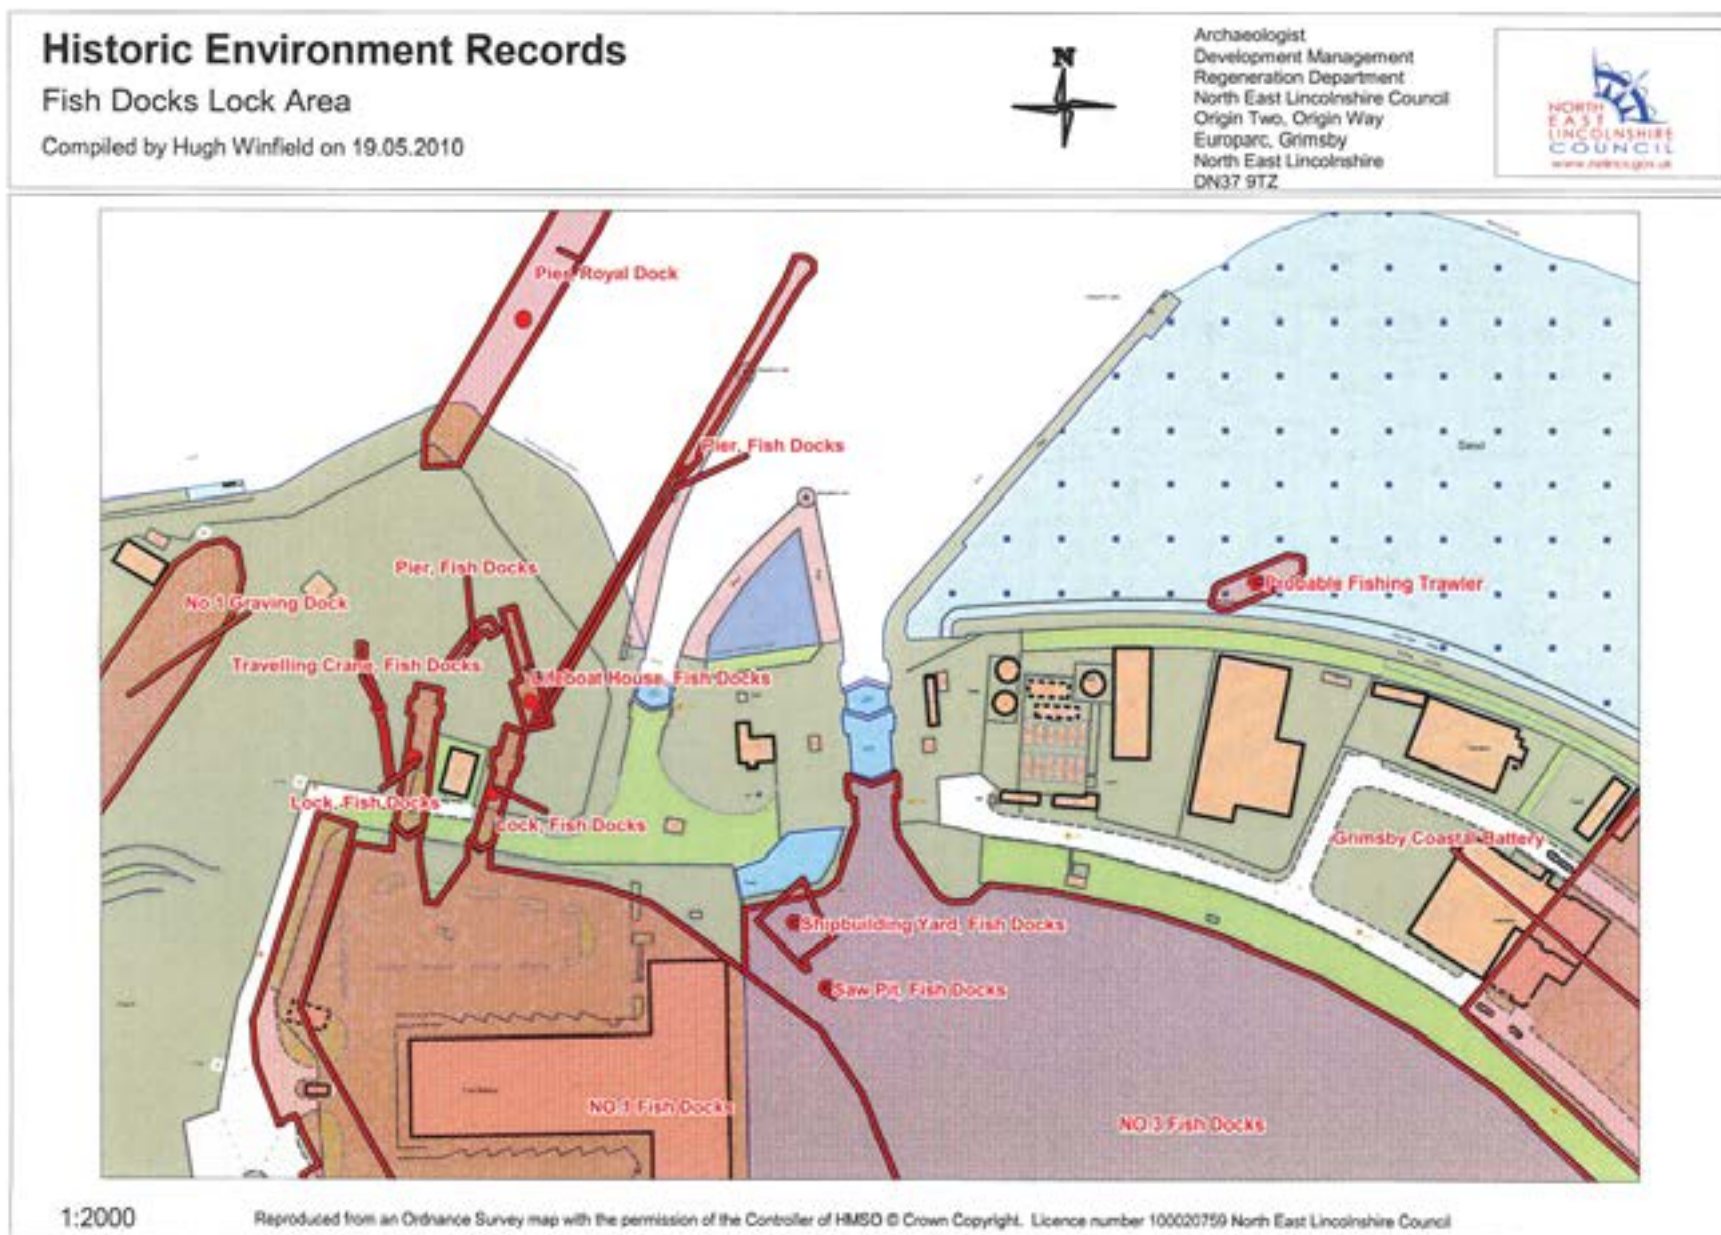 Historic Environment Records
Fish Docks Lock Area
Compiled by Hugh Winfield on 19.05.2010
N
Archaeologist
Development Management
Regeneration Department
North East Lincolnshire Council
Origin Two, Origin Way
Europarc, Grimsby
North East Lincolnshire
DN37 9TZ
NORTH
EAST
LINCOLNSHIRE
COUNCIL
www.nelincs.gov.uk
Pier, Royal Dock
Pier, Fish Docks
Sand
Pier, Fish Docks
Probable Fishing Trawler
No.1 Graving Dock
Travelling Crane, Fish Docks
Lifeboat House, Fish Docks
Lock, Fish Docks
Lock, Fish Docks
Grimsby Coastal Battery
Shipbuilding Yard, Fish Docks
Saw Pit, Fish Docks
NO.1 Fish Docks
NO.3 Fish Docks
1:2000
Reproduced from an Ordnance Survey map with the permission of the Controller of HMSO © Crown Copyright. Licence number 100020759 North East Lincolnshire Council